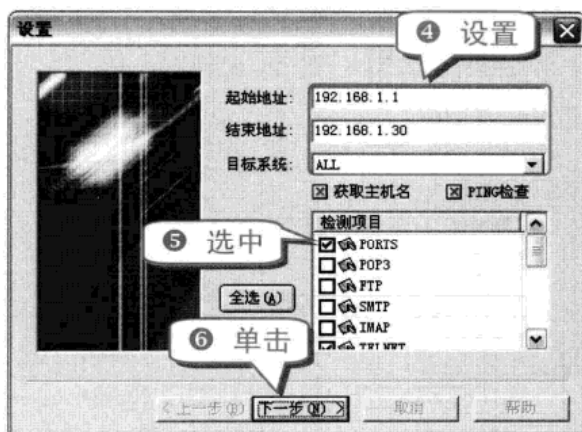 设置
❹ 设置
起始地址: 192.168.1.1
结束地址: 192.168.1.30
目标系统: ALL
获取主机名 PING检查
检测项目
❺ 选中
PORTS
POP3
FTP
全选(A)
SMTP
IMAP
❻ 单击
TELNET
<上一步(B) 下一步(N)> 取消 帮助